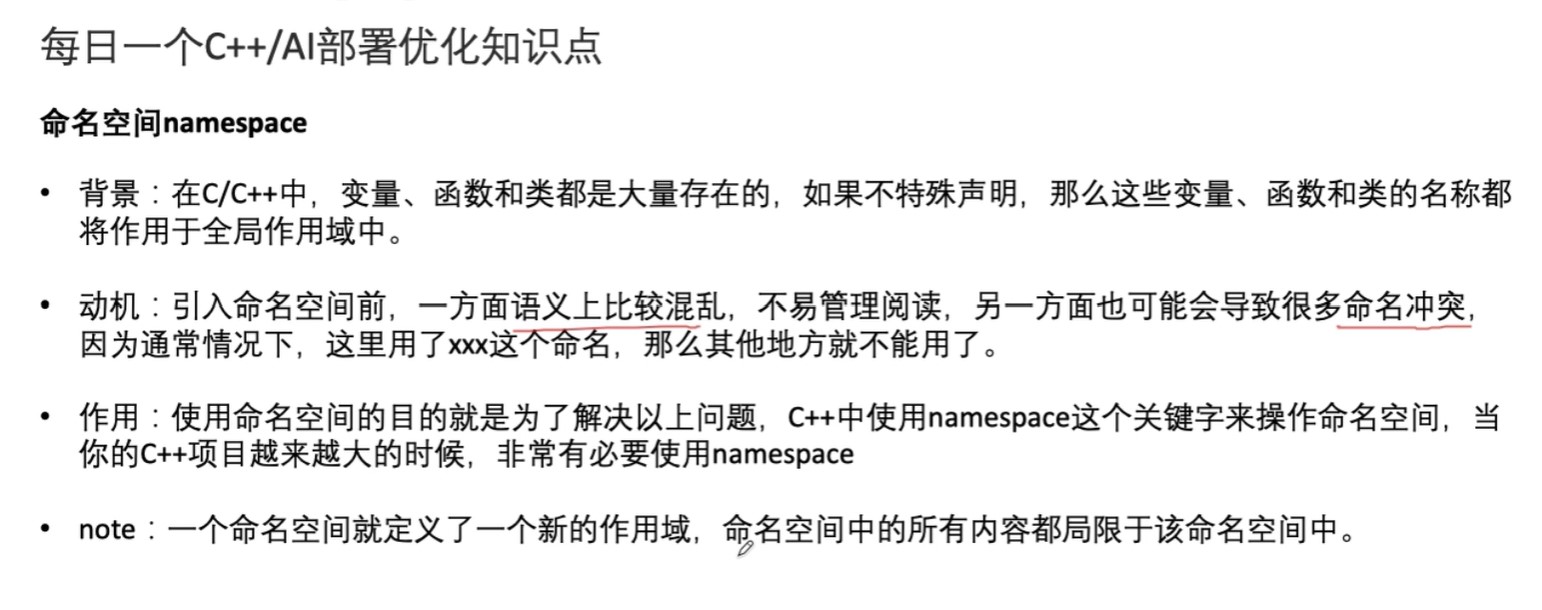 每日一个C++/AI部署优化知识点
命名空间namespace
• 背景：在C/C++中，变量、函数和类都是大量存在的，如果不特殊声明，那么这些变量、函数和类的名称都
将作用于全局作用域中。
• 动机：引入命名空间前，一方面语义上比较混乱，不易管理阅读，另一方面也可能会导致很多命名冲突，
因为通常情况下，这里用了xxx这个命名，那么其他地方就不能用了。
• 作用：使用命名空间的目的就是为了解决以上问题，C++中使用namespace这个关键字来操作命名空间，当
你的C++项目越来越大的时候，非常有必要使用namespace
• note：一个命名空间就定义了一个新的作用域，命名空间中的所有内容都局限于该命名空间中。